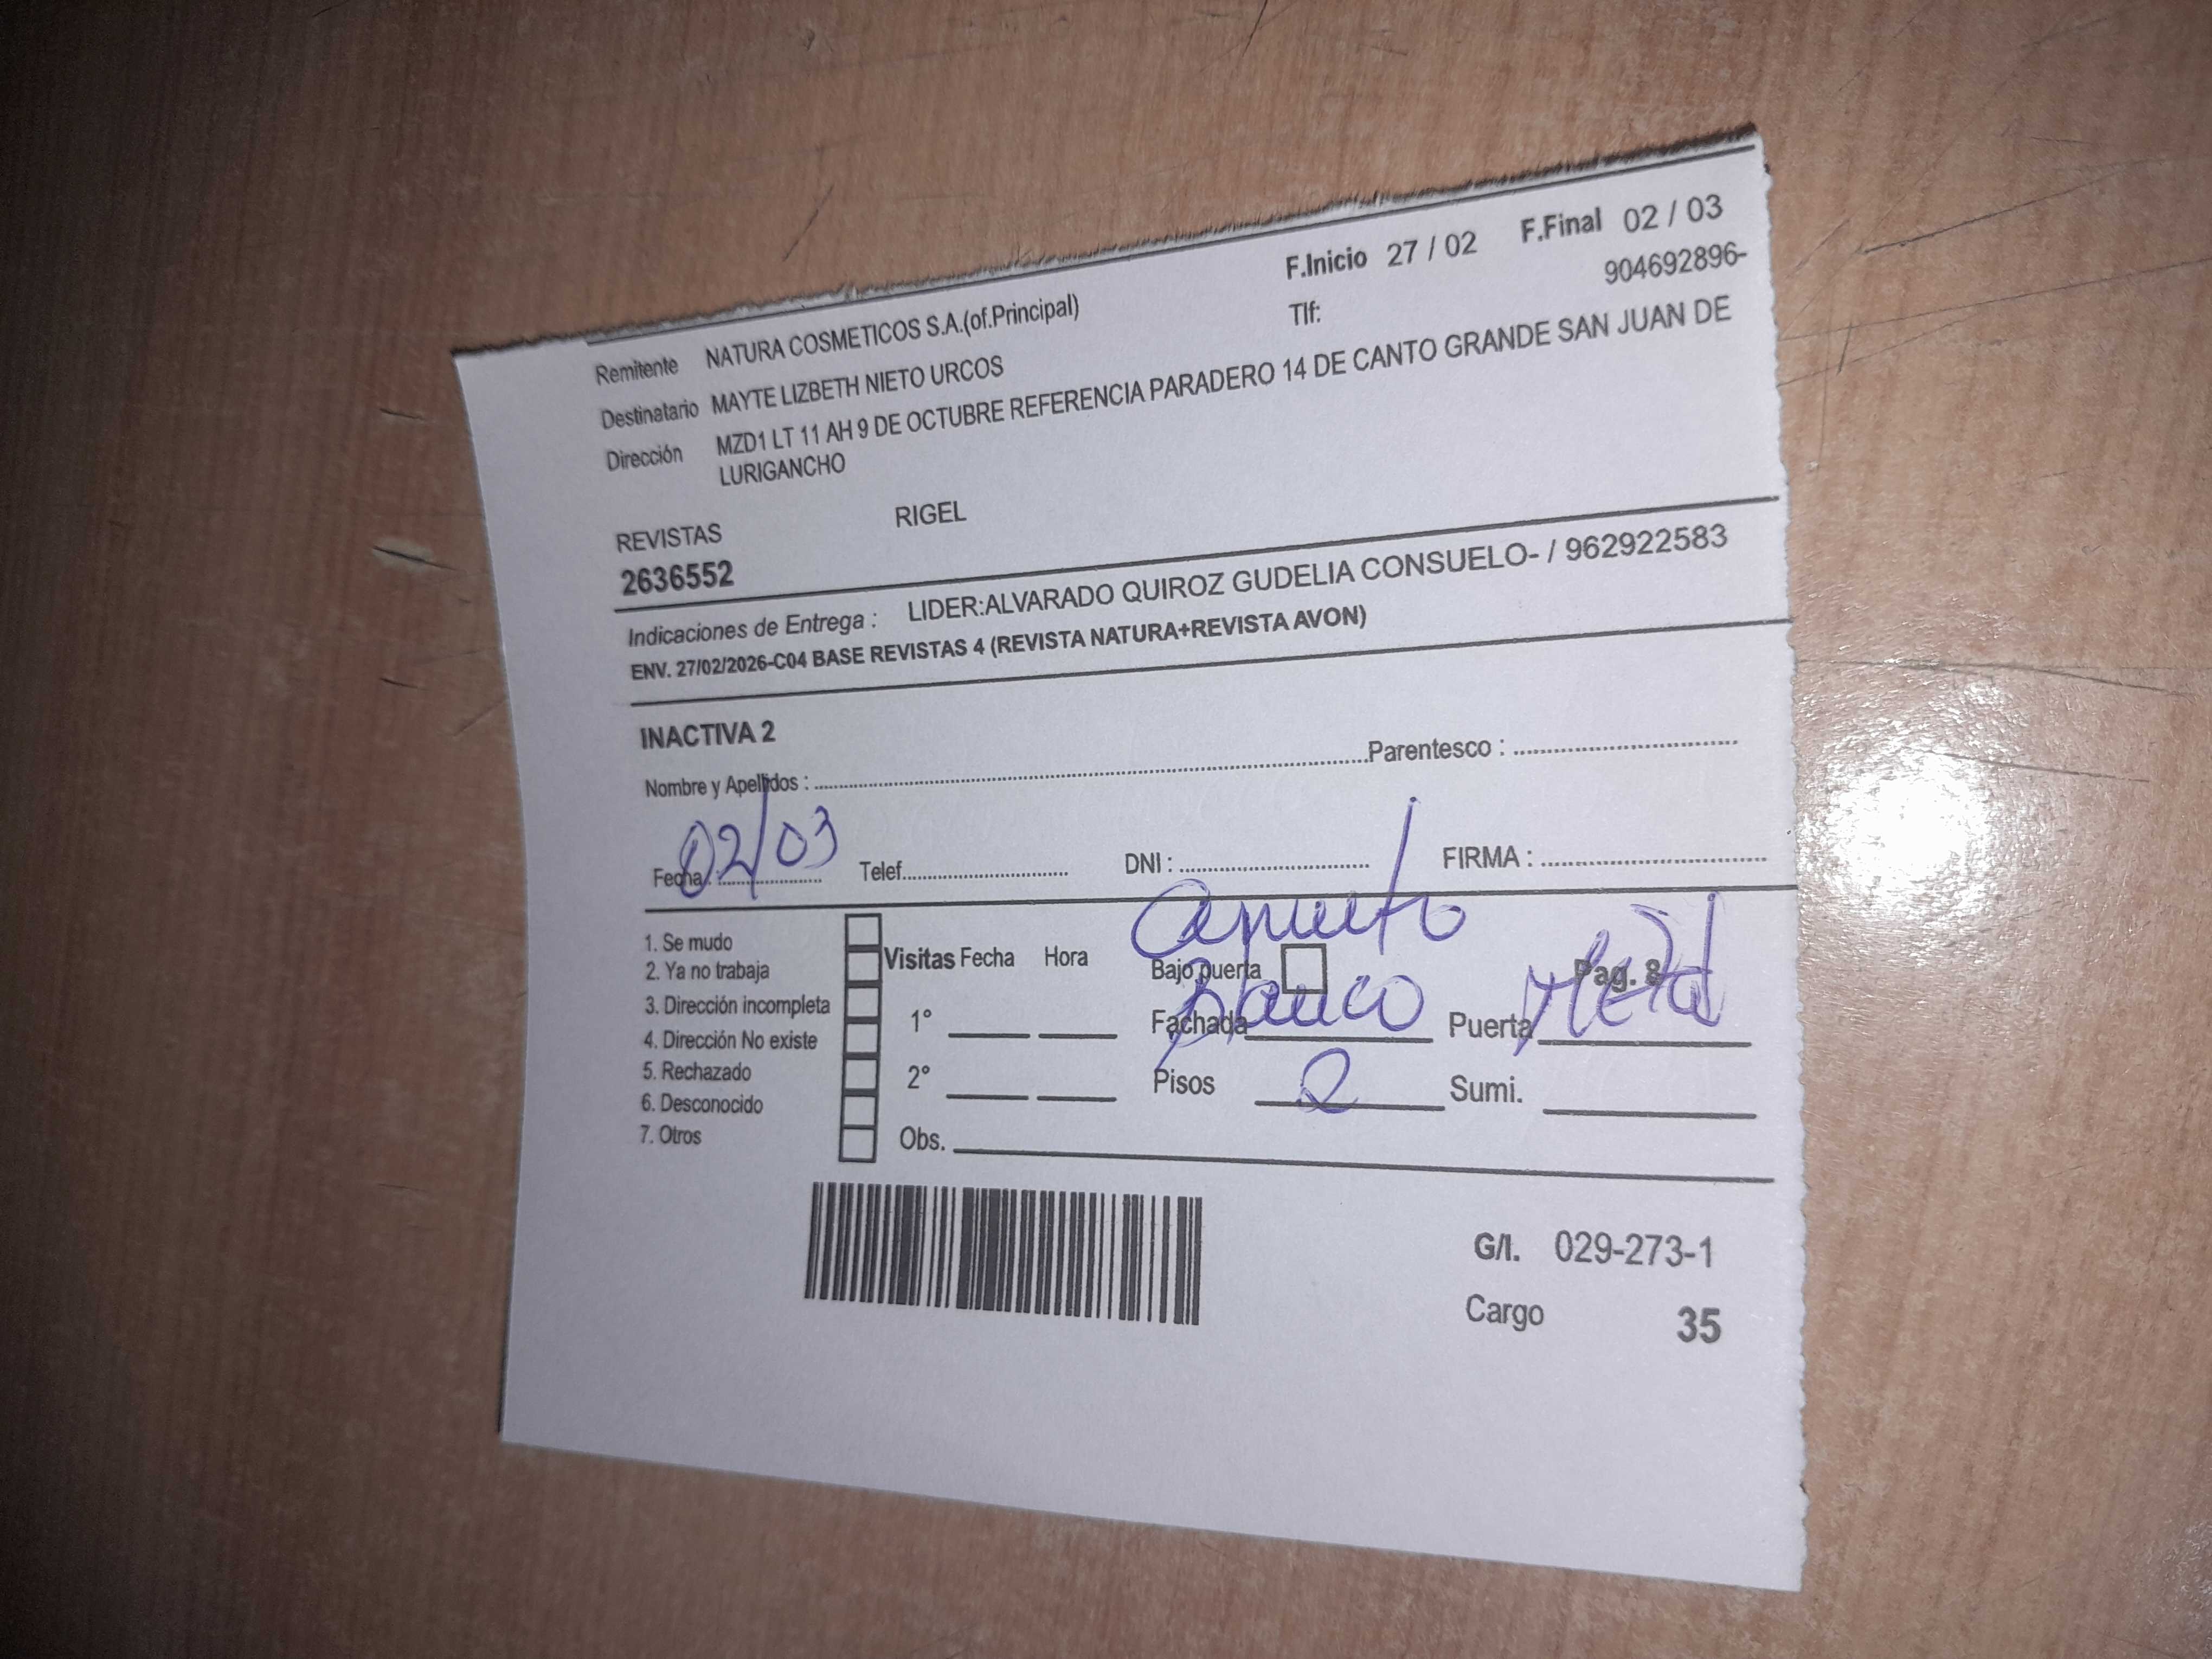 F.Inicio 27 / 02 F.Final 02 / 03
Remitente NATURA COSMETICOS S.A.(of.Principal) Tlf: 904692896-
Destinatario MAYTE LIZBETH NIETO URCOS
Dirección MZD1 LT 11 AH 9 DE OCTUBRE REFERENCIA PARADERO 14 DE CANTO GRANDE SAN JUAN DE
LURIGANCHO
REVISTAS RIGEL
2636552
Indicaciones de Entrega : LIDER:ALVARADO QUIROZ GUDELIA CONSUELO- / 962922583
ENV. 27/02/2026-C04 BASE REVISTAS 4 (REVISTA NATURA+REVISTA AVON)
INACTIVA 2
Nombre y Apellidos : Parentesco :
Fecha: 02/03 Telef. DNI : FIRMA :
1. Se mudo
2. Ya no trabaja
3. Dirección incompleta
4. Dirección No existe
5. Rechazado
6. Desconocido
7. Otros
Visitas Fecha Hora
1°
2°
Obs.
Bajo puerta Pag. 8
Fachada Blanco Puerta Metal
Pisos 2 Sumi.
G/I. 029-273-1
Cargo 35